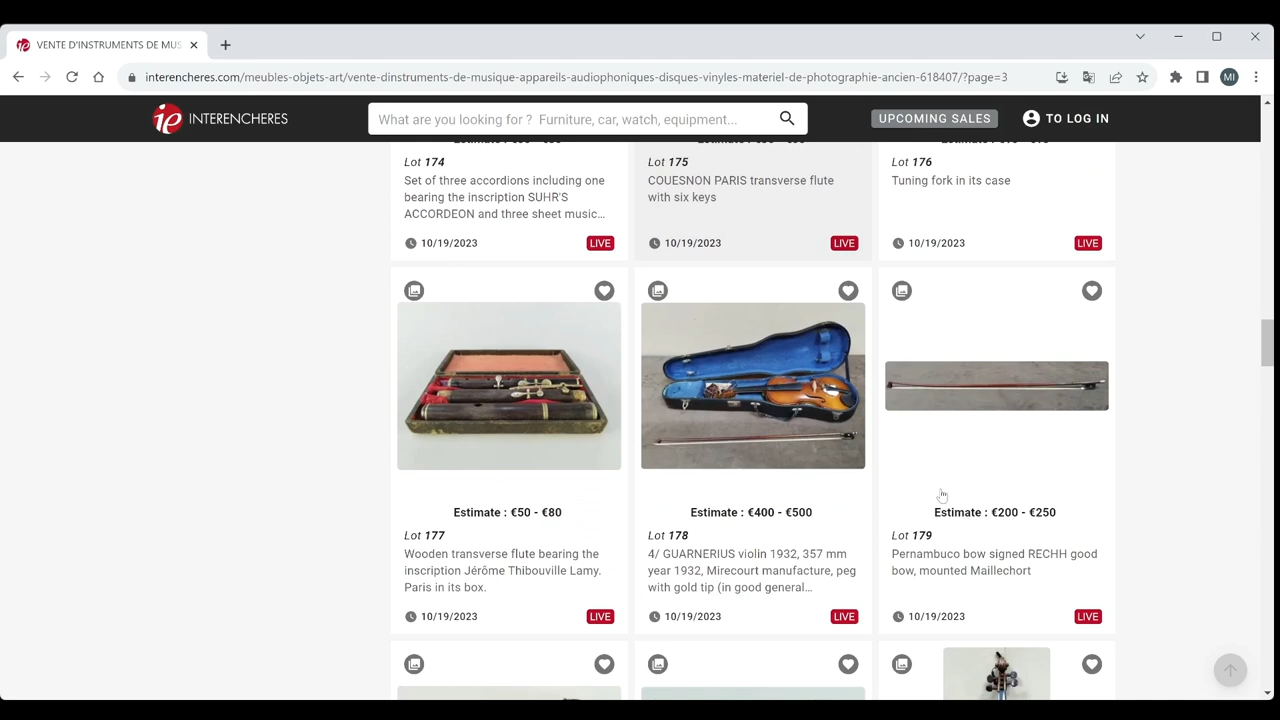 VENTE D'INSTRUMENTS DE MUS
interencheres.com/meubles-objets-art/vente-dinstruments-de-musique-appareils-audiophoniques-disques-vinyles-materiel-de-photographie-ancien-618407/?page=3
MI
ie INTERENCHERES
What are you looking for ? Furniture, car, watch, equipment...
UPCOMING SALES
TO LOG IN
Lot 174
Set of three accordions including one
bearing the inscription SUHR'S
ACCORDEON and three sheet music...
10/19/2023 LIVE
Lot 175
COUESNON PARIS transverse flute
with six keys
10/19/2023 LIVE
Lot 176
Tuning fork in its case
10/19/2023 LIVE
Estimate : €50 - €80
Lot 177
Wooden transverse flute bearing the
inscription Jérôme Thibouville Lamy.
Paris in its box.
10/19/2023 LIVE
Estimate : €400 - €500
Lot 178
4/ GUARNERIUS violin 1932, 357 mm
year 1932, Mirecourt manufacture, peg
with gold tip (in good general...
10/19/2023 LIVE
Estimate : €200 - €250
Lot 179
Pernambuco bow signed RECHH good
bow, mounted Maillechort
10/19/2023 LIVE